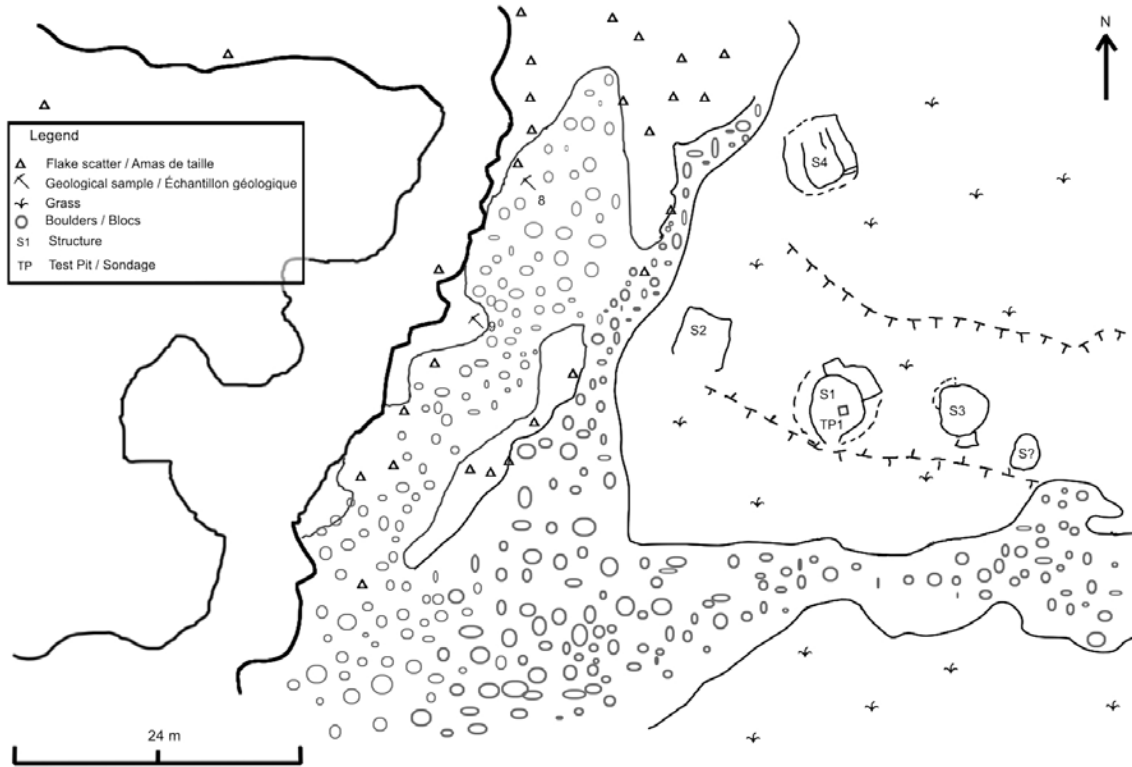 N
Legend
Flake scatter / Amas de taille
Geological sample / Échantillon géologique
Grass
Boulders / Blocs
S1 Structure
TP Test Pit / Sondage
8
9
S4
S2
S1
TP1
S3
S?
24 m